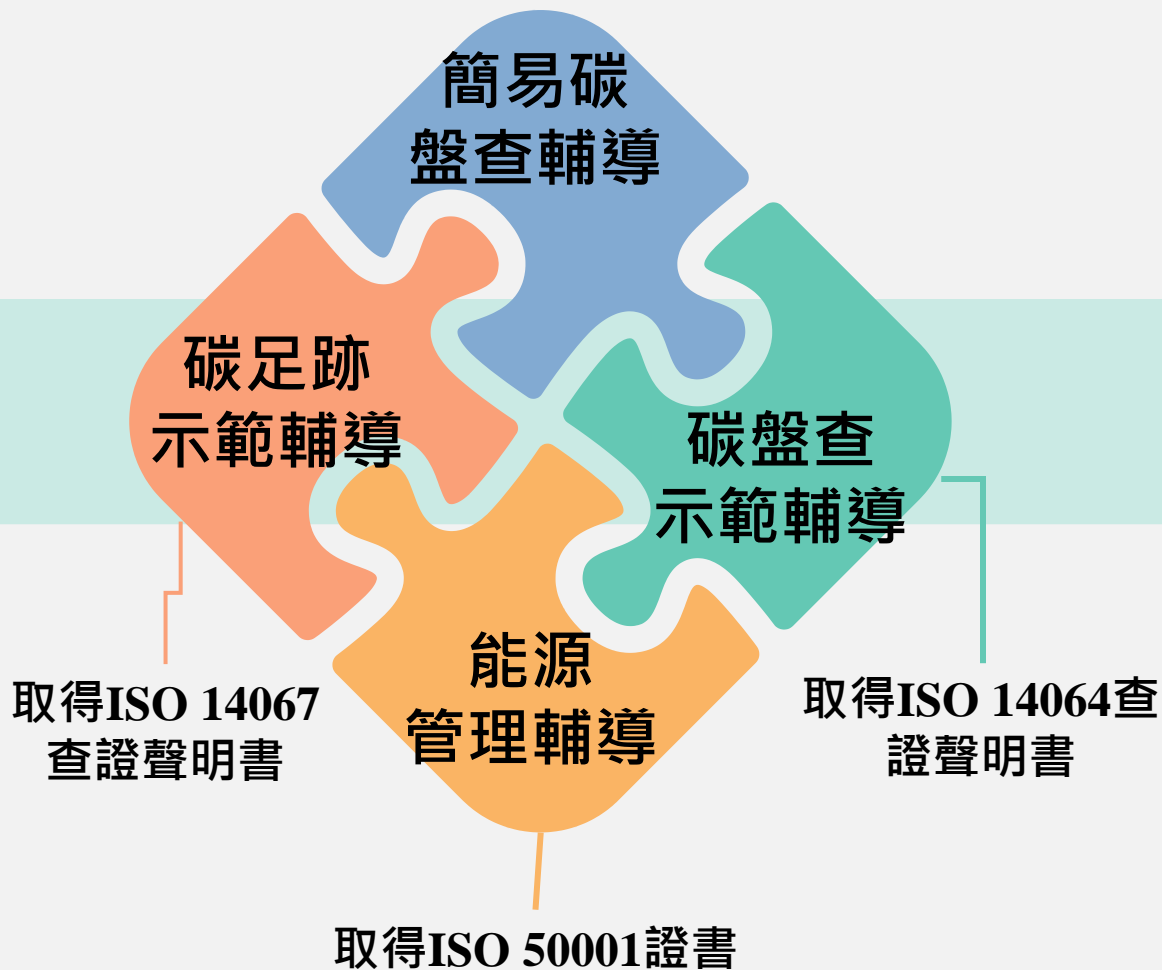 簡易碳
盤查輔導
碳足跡
示範輔導
碳盤查
示範輔導
能源
管理輔導
取得ISO 14067
查證聲明書
取得ISO 14064查
證聲明書
取得ISO 50001證書